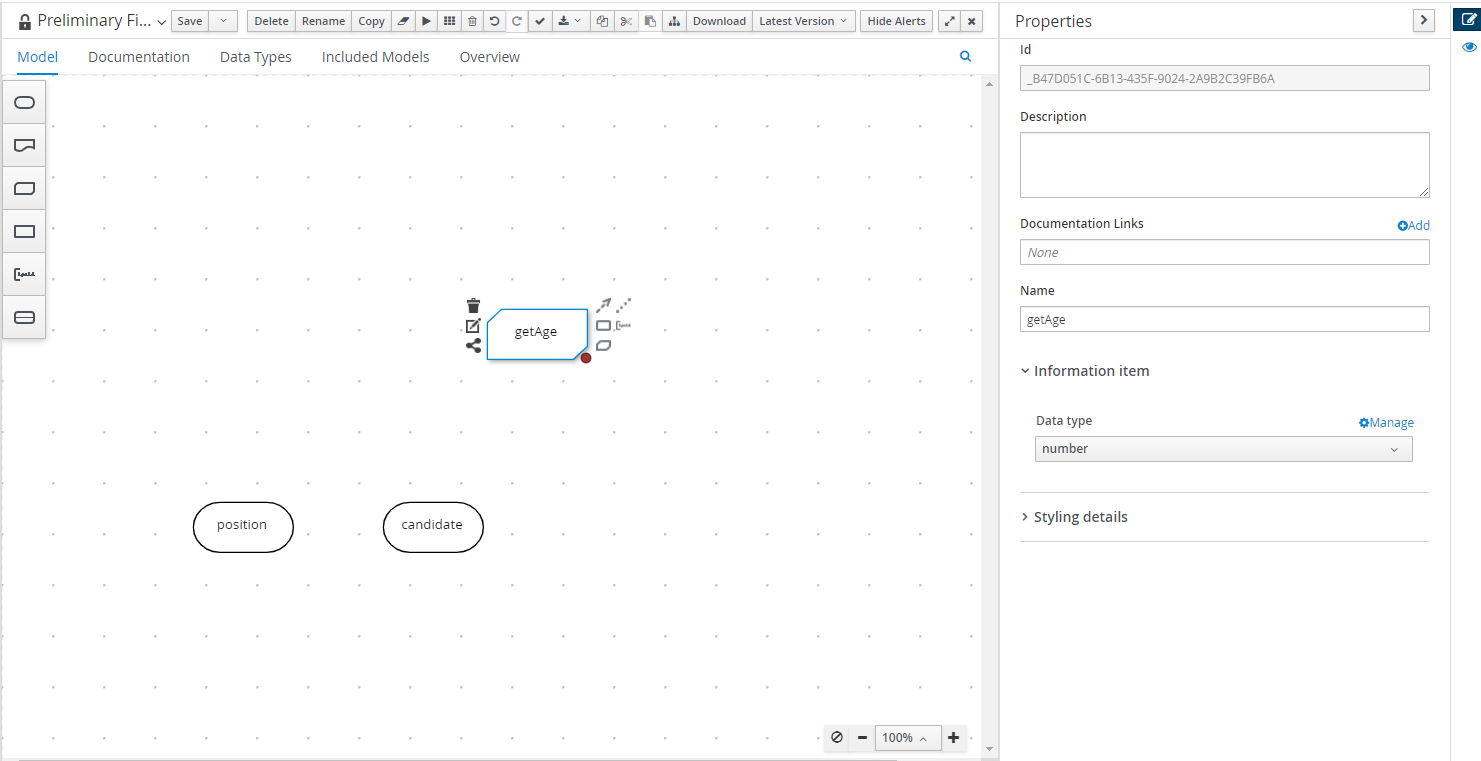 Preliminary Fi... Save Delete Rename Copy Download Latest Version Hide Alerts
Model Documentation Data Types Included Models Overview
getAge
position candidate
100%
Properties
Id
_B47D051C-6B13-435F-9024-2A9B2C39FB6A
Description
Documentation Links Add
None
Name
getAge
Information item
Data type Manage
number
Styling details